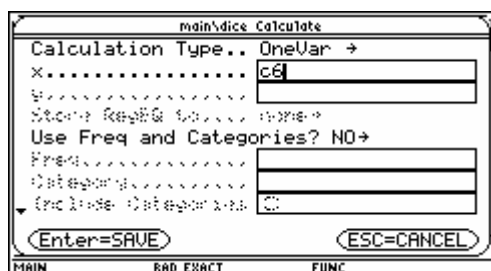 main\dice Calculate
Calculation Type.. OneVar →
x................. c6
y.................
Store RegEQ to.... none→
Use Freq and Categories? NO→
Freq..............
Category..........
Include Categories {}
Enter=SAVE ESC=CANCEL
MAIN RAD EXACT FUNC